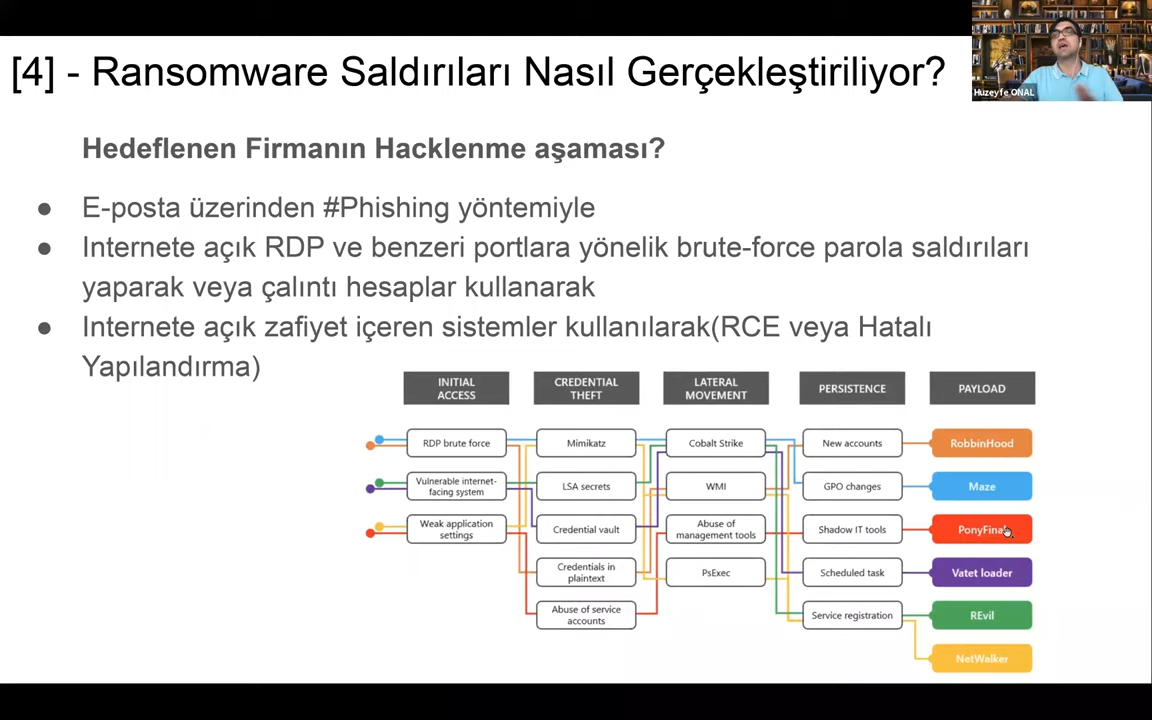 [4] - Ransomware Saldırıları Nasıl Gerçekleştiriliyor?
Huzeyfe ONAL
Hedeflenen Firmanın Hacklenme aşaması?
● E-posta üzerinden #Phishing yöntemiyle
● Internete açık RDP ve benzeri portlara yönelik brute-force parola saldırıları
yaparak veya çalıntı hesaplar kullanarak
● Internete açık zafiyet içeren sistemler kullanılarak(RCE veya Hatalı
Yapılandırma)
INITIAL
ACCESS
CREDENTIAL
THEFT
LATERAL
MOVEMENT
PERSISTENCE
PAYLOAD
RDP brute force
Mimikatz
Cobalt Strike
New accounts
RobbinHood
Vulnerable internet-
facing system
LSA secrets
WMI
GPO changes
Maze
Weak application
settings
Credential vault
Abuse of
management tools
Shadow IT tools
PonyFinal
Credentials in
plaintext
PsExec
Scheduled task
Vatet loader
Abuse of service
accounts
Service registration
REvil
NetWalker